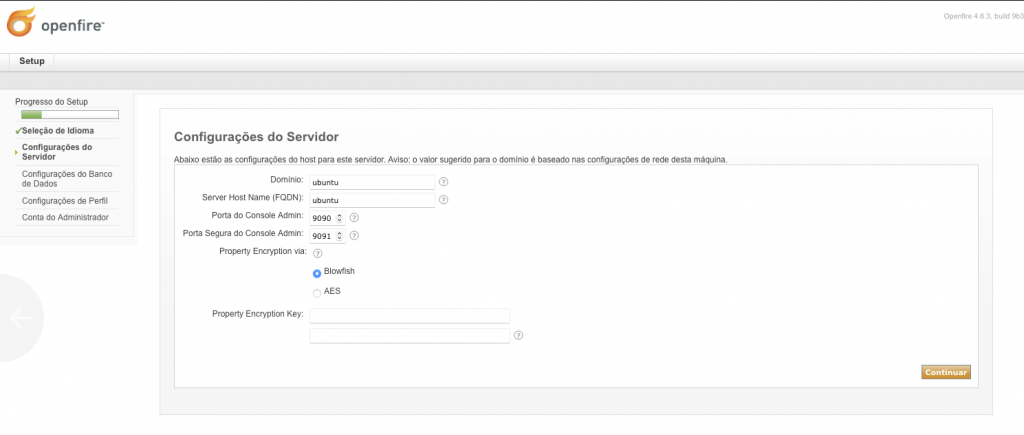 openfire™
Openfire 4.6.3, build 9b3
Setup
Progresso do Setup
Seleção de Idioma
Configurações do
Servidor
Configurações do Banco
de Dados
Configurações de Perfil
Conta do Administrador
Configurações do Servidor
Abaixo estão as configurações do host para este servidor. Aviso: o valor sugerido para o domínio é baseado nas configurações de rede desta máquina.
Domínio: ubuntu ?
Server Host Name (FQDN): ubuntu ?
Porta do Console Admin: 9090 ?
Porta Segura do Console Admin: 9091 ?
Property Encryption via: ?
Blowfish
AES
Property Encryption Key:
?
Continuar